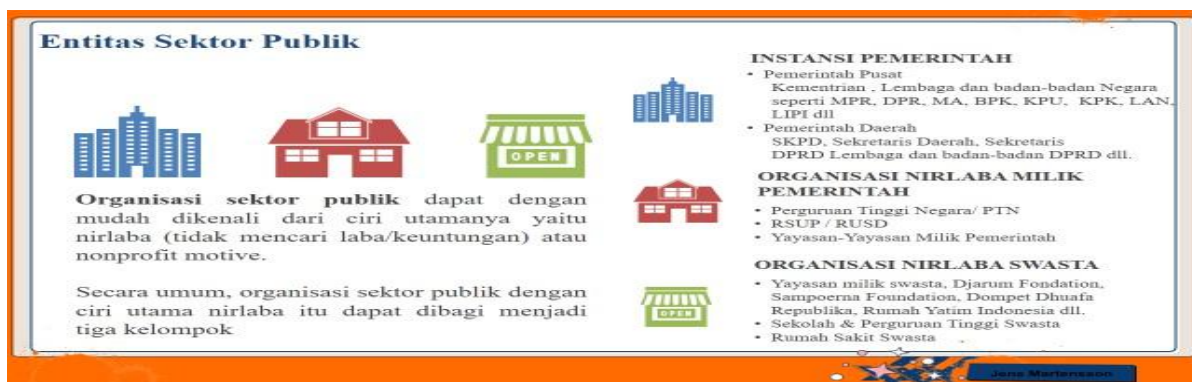 Entitas Sektor Publik
OPEN
Organisasi sektor publik dapat dengan
mudah dikenali dari ciri utamanya yaitu
nirlaba (tidak mencari laba/keuntungan) atau
nonprofit motive.
Secara umum, organisasi sektor publik dengan
ciri utama nirlaba itu dapat dibagi menjadi
tiga kelompok
INSTANSI PEMERINTAH
• Pemerintah Pusat
Kementrian , Lembaga dan badan-badan Negara
seperti MPR, DPR, MA, BPK, KPU, KPK, LAN,
LIPI dll
• Pemerintah Daerah
SKPD, Sekretaris Daerah, Sekretaris
DPRD Lembaga dan badan-badan DPRD dll.
ORGANISASI NIRLABA MILIK
PEMERINTAH
• Perguruan Tinggi Negara/ PTN
• RSUP / RUSD
• Yayasan-Yayasan Milik Pemerintah
ORGANISASI NIRLABA SWASTA
• Yayasan milik swasta, Djarum Fondation,
Sampoerna Foundation, Dompet Dhuafa
Republika, Rumah Yatim Indonesia dll.
• Sekolah & Perguruan Tinggi Swasta
• Rumah Sakit Swasta
OPEN
Jens Martensson